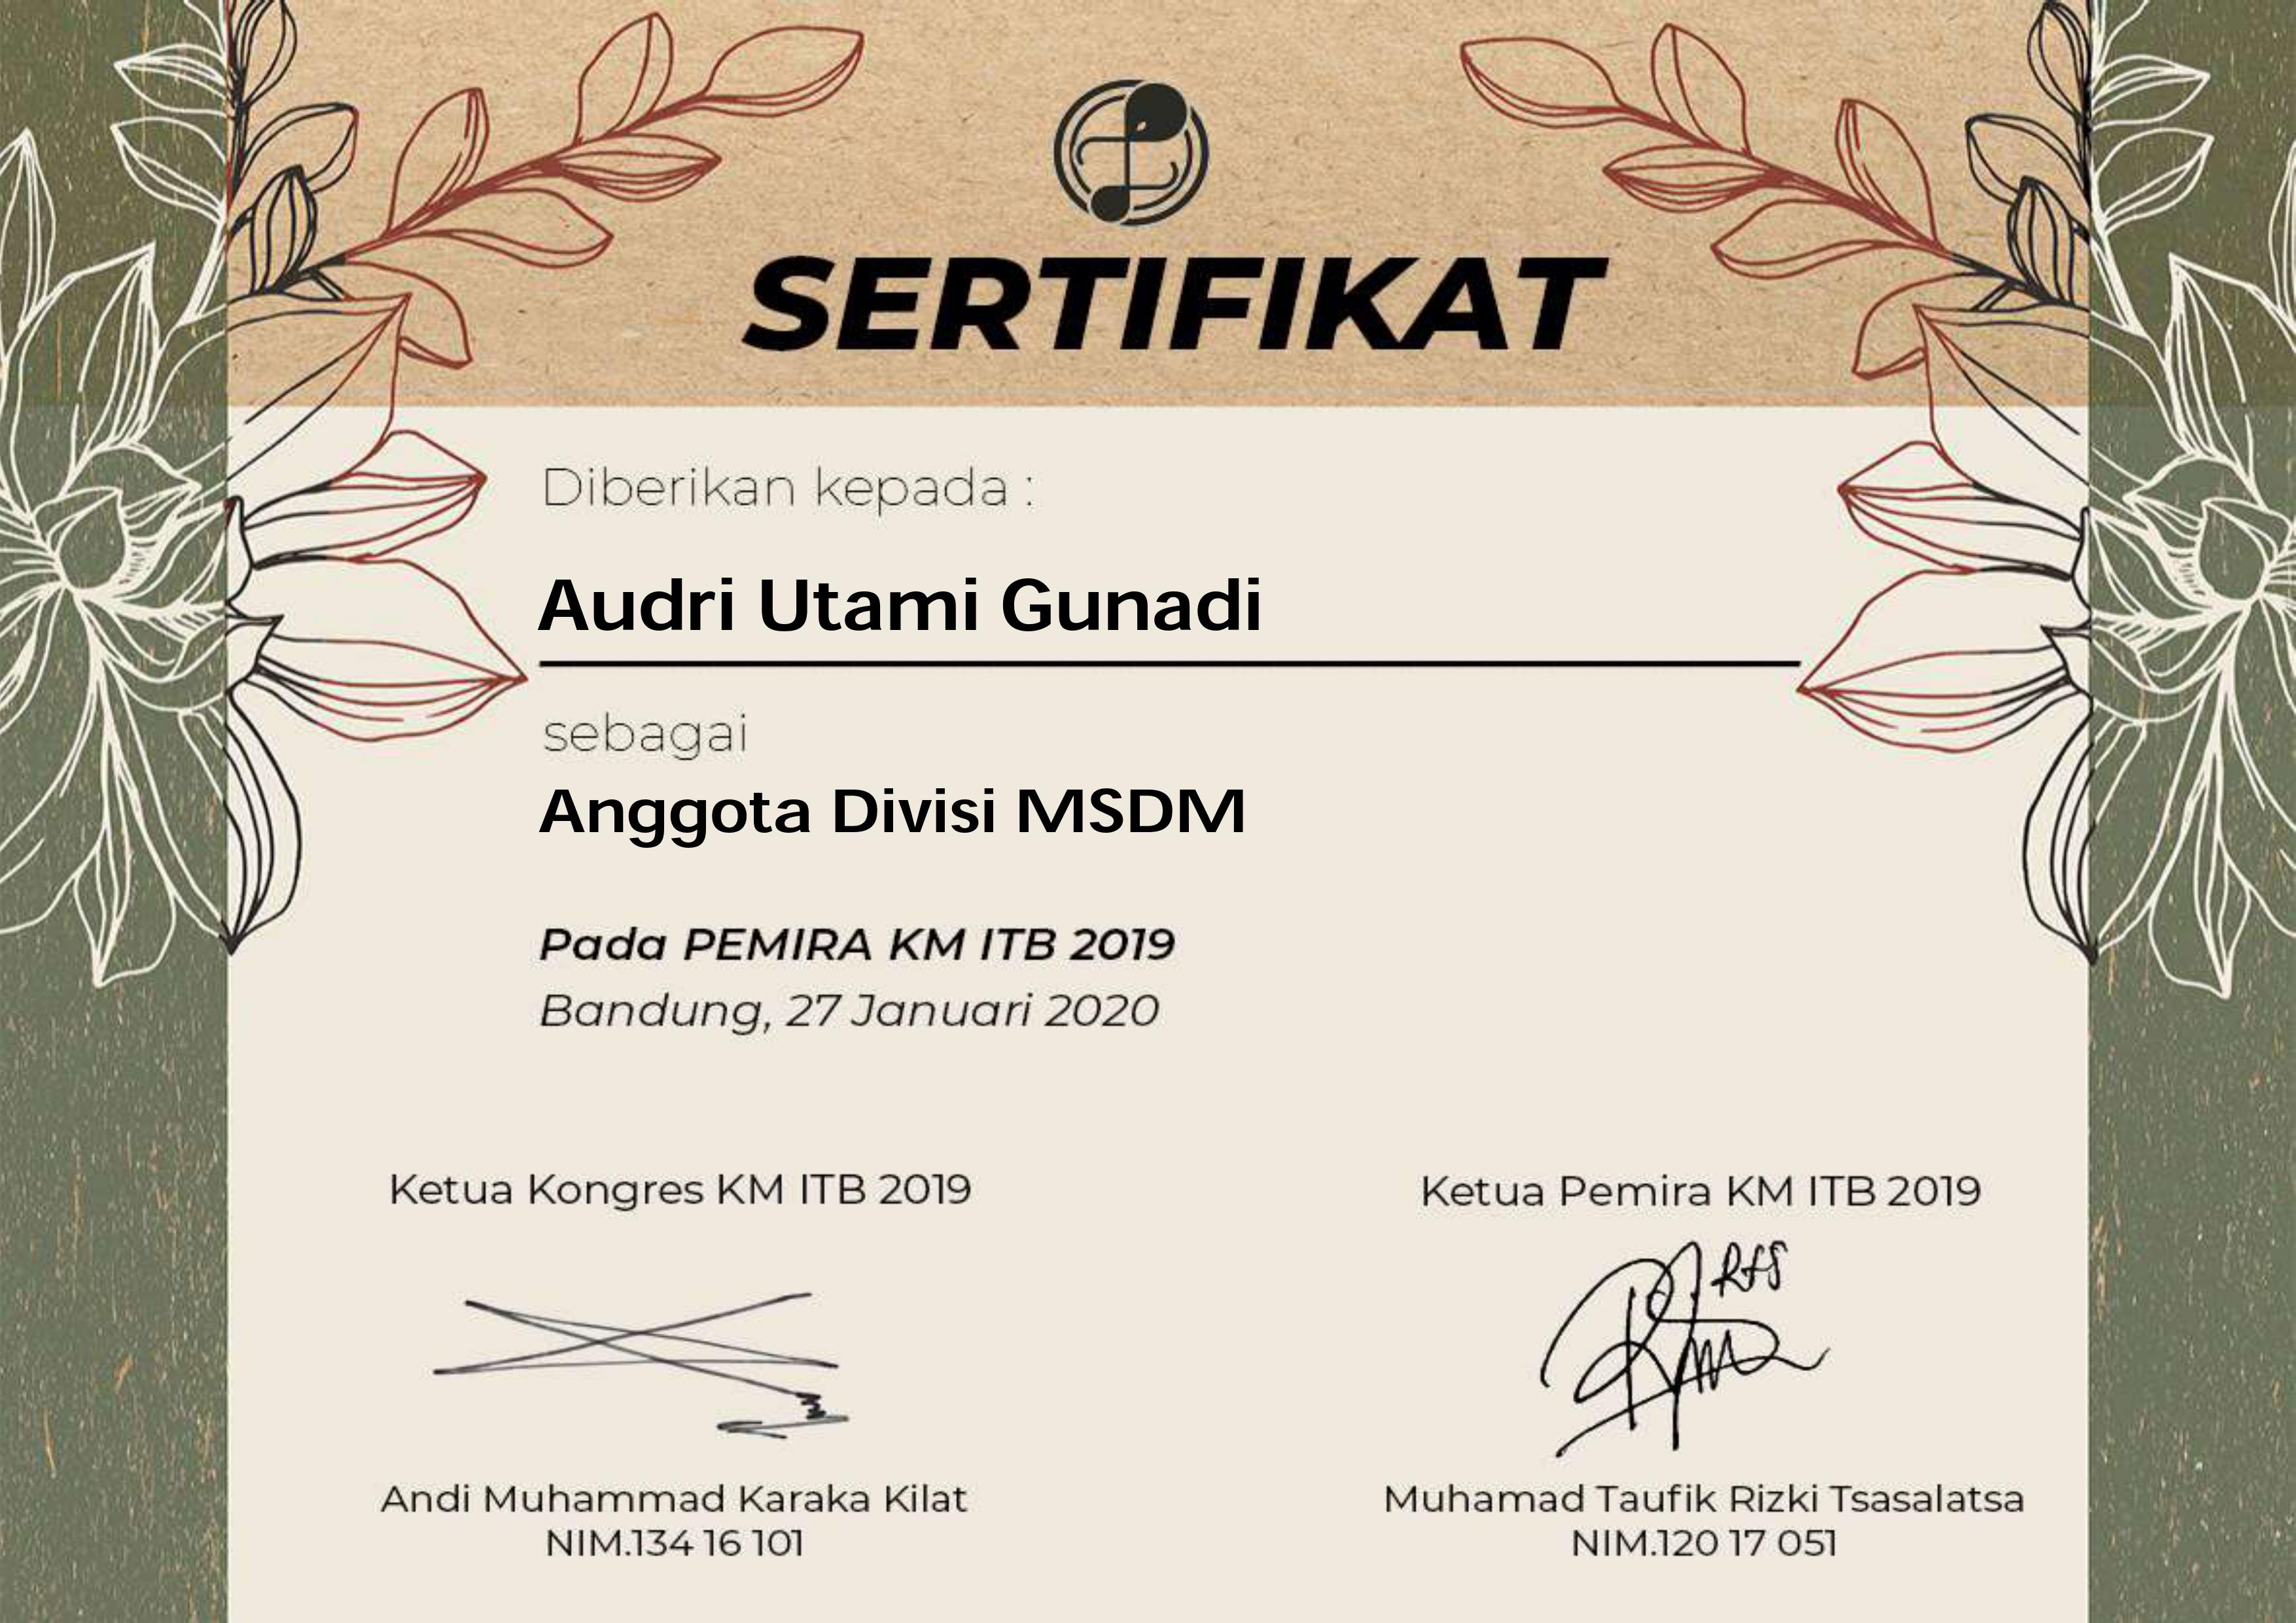 SERTIFIKAT
Diberikan kepada :
Audri Utami Gunadi
sebagai
Anggota Divisi MSDM
Pada PEMIRA KM ITB 2019
Bandung, 27 Januari 2020
Ketua Kongres KM ITB 2019
Andi Muhammad Karaka Kilat
NIM.134 16 101
Ketua Pemira KM ITB 2019
Muhamad Taufik Rizki Tsasalatsa
NIM.120 17 051